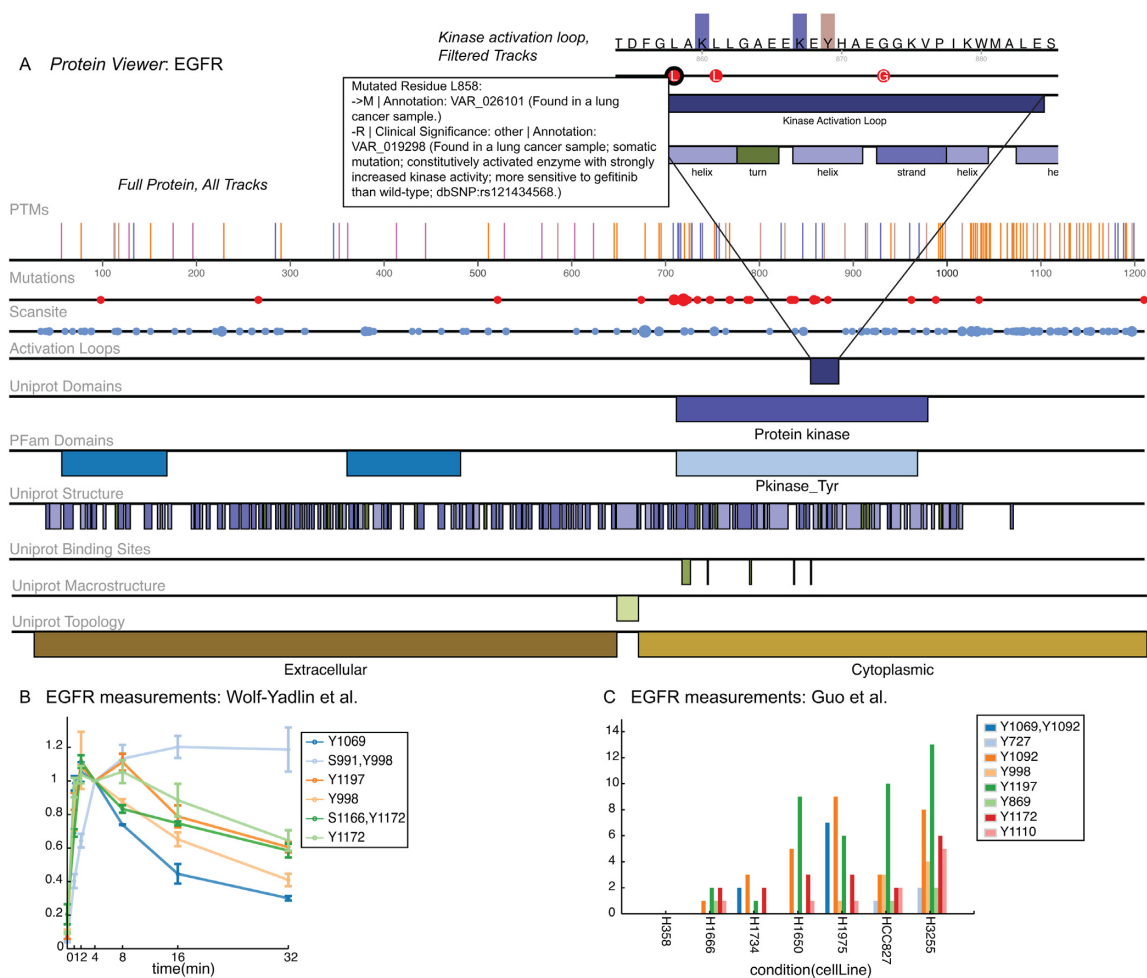 Kinase activation loop,
Filtered Tracks
T D F G L A K L L G A E E K E Y H A E G G K V P I K W M A L E S
860 870 880
A Protein Viewer: EGFR
L L G
Mutated Residue L858:
->M | Annotation: VAR_026101 (Found in a lung
cancer sample.)
-R | Clinical Significance: other | Annotation:
VAR_019298 (Found in a lung cancer sample; somatic
mutation; constitutively activated enzyme with strongly
increased kinase activity; more sensitive to gefitinib
than wild-type; dbSNP:rs121434568.)
Kinase Activation Loop
helix turn helix strand helix he
Full Protein, All Tracks
PTMs
100 200 300 400 500 600 700 800 900 1000 1100 1200
Mutations
Scansite
Activation Loops
Uniprot Domains
Protein kinase
PFam Domains
Pkinase_Tyr
Uniprot Structure
Uniprot Binding Sites
Uniprot Macrostructure
Uniprot Topology
Extracellular Cytoplasmic
B EGFR measurements: Wolf-Yadlin et al.
1.2
1
0.8
0.6
0.4
0.2
0
0 1 2 4 8 16 32
time(min)
Y1069
S991,Y998
Y1197
Y998
S1166,Y1172
Y1172
C EGFR measurements: Guo et al.
14
12
10
8
6
4
2
0
H358
H1666
H1734
H1650
H1975
HCC827
H3255
condition(cellLine)
Y1069,Y1092
Y727
Y1092
Y998
Y1197
Y869
Y1172
Y1110